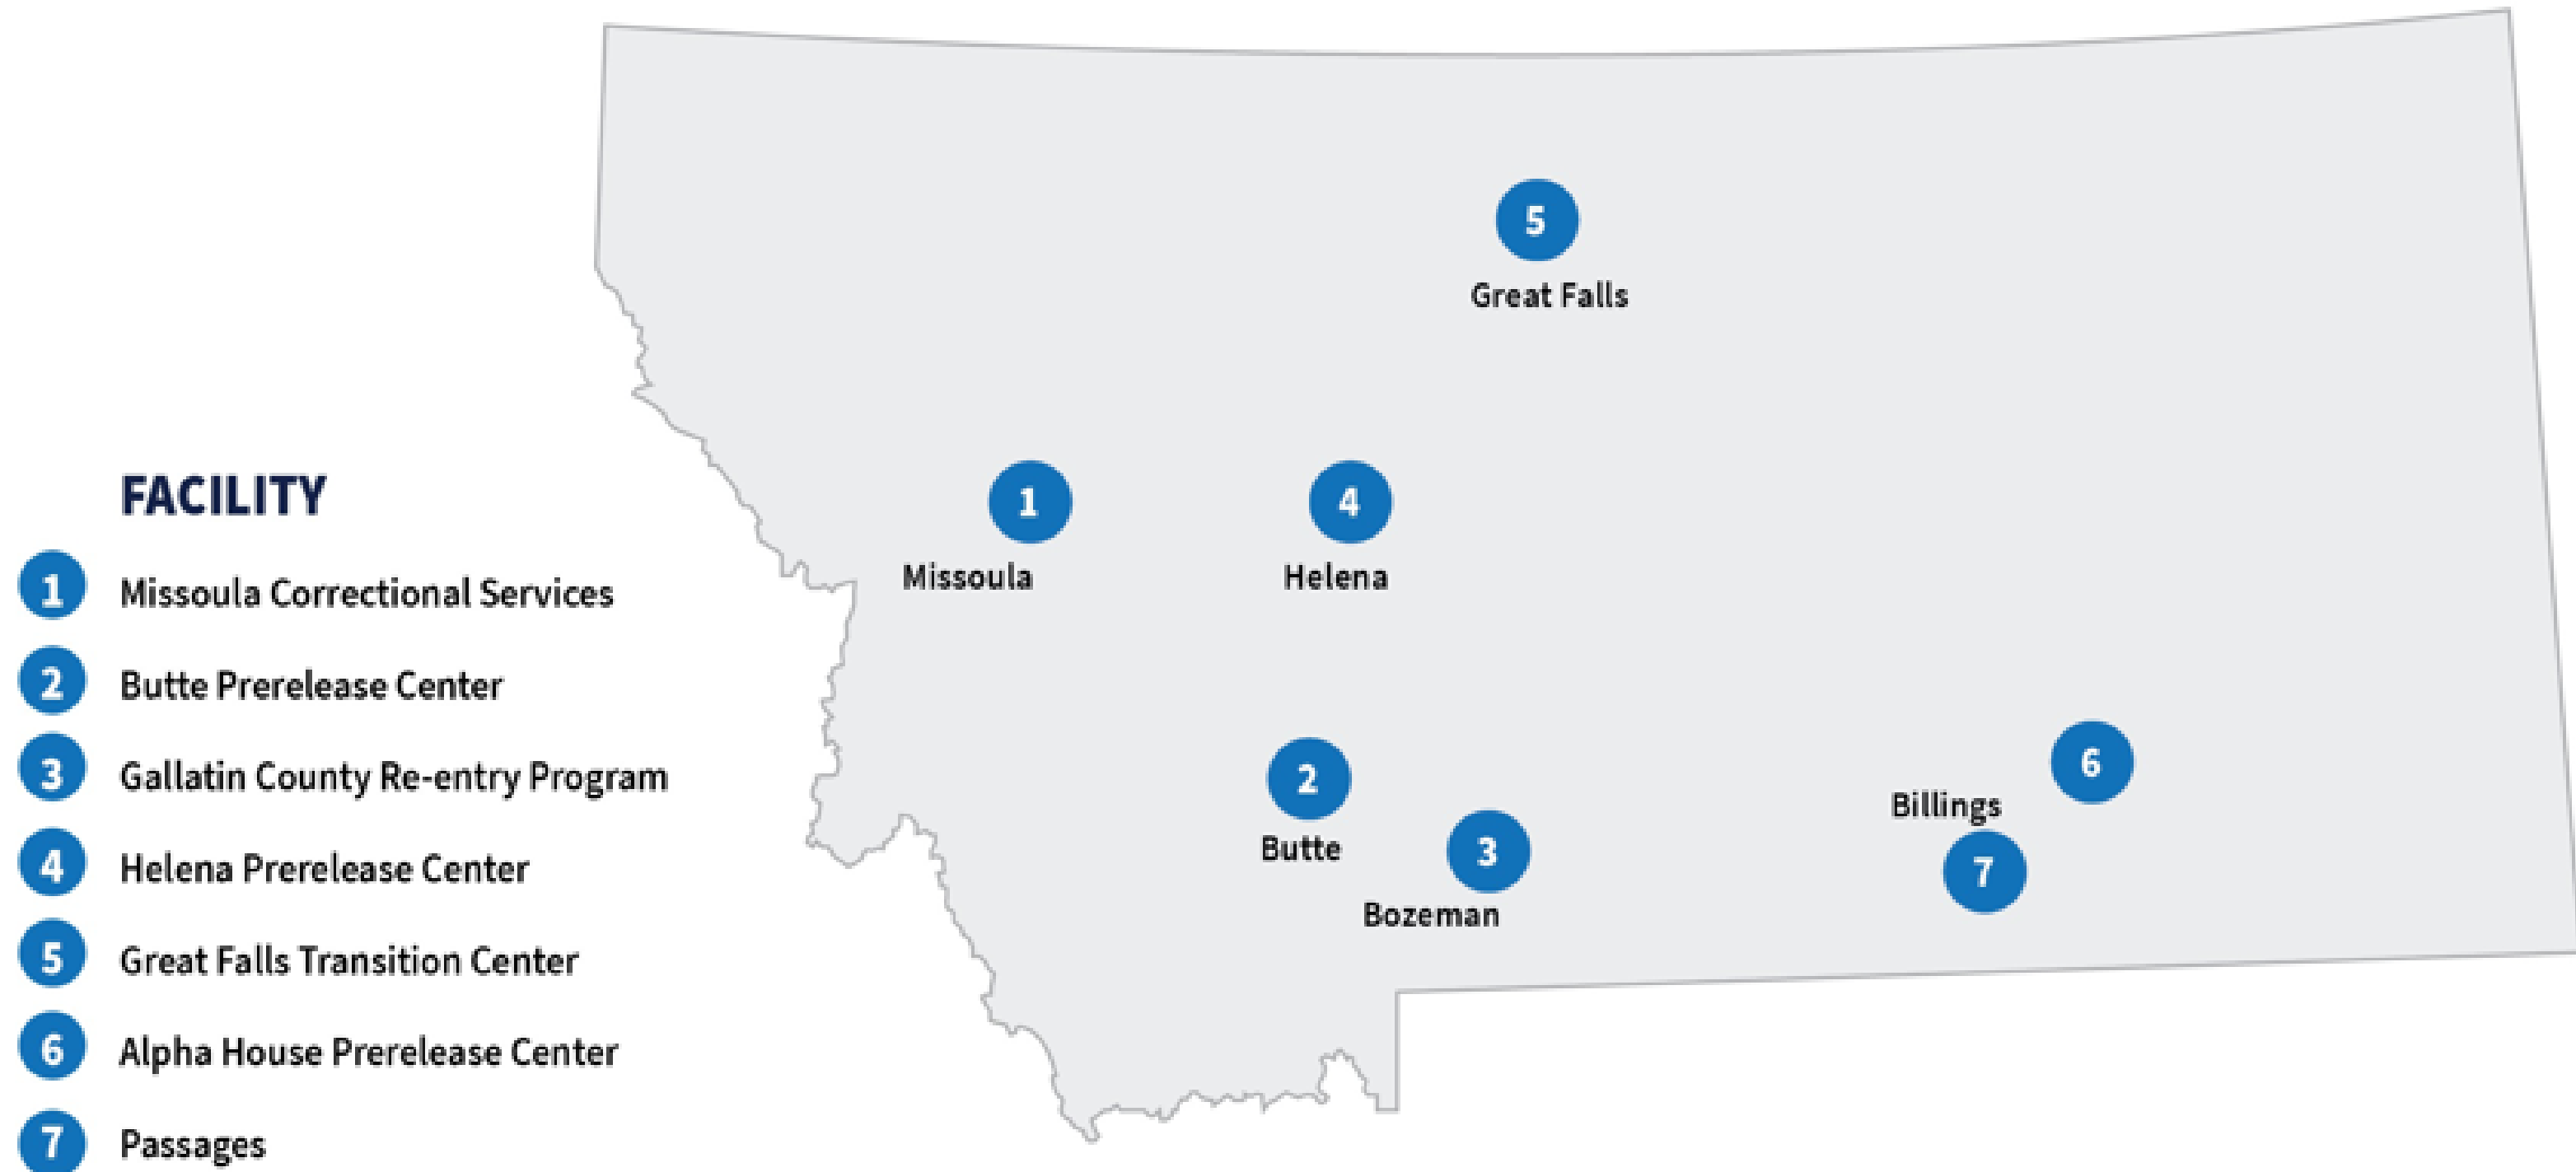 FACILITY
1 Missoula Correctional Services
2 Butte Prerelease Center
3 Gallatin County Re-entry Program
4 Helena Prerelease Center
5 Great Falls Transition Center
6 Alpha House Prerelease Center
7 Passages
5
Great Falls
1
Missoula
4
Helena
2
Butte
3
Bozeman
6
Billings
7